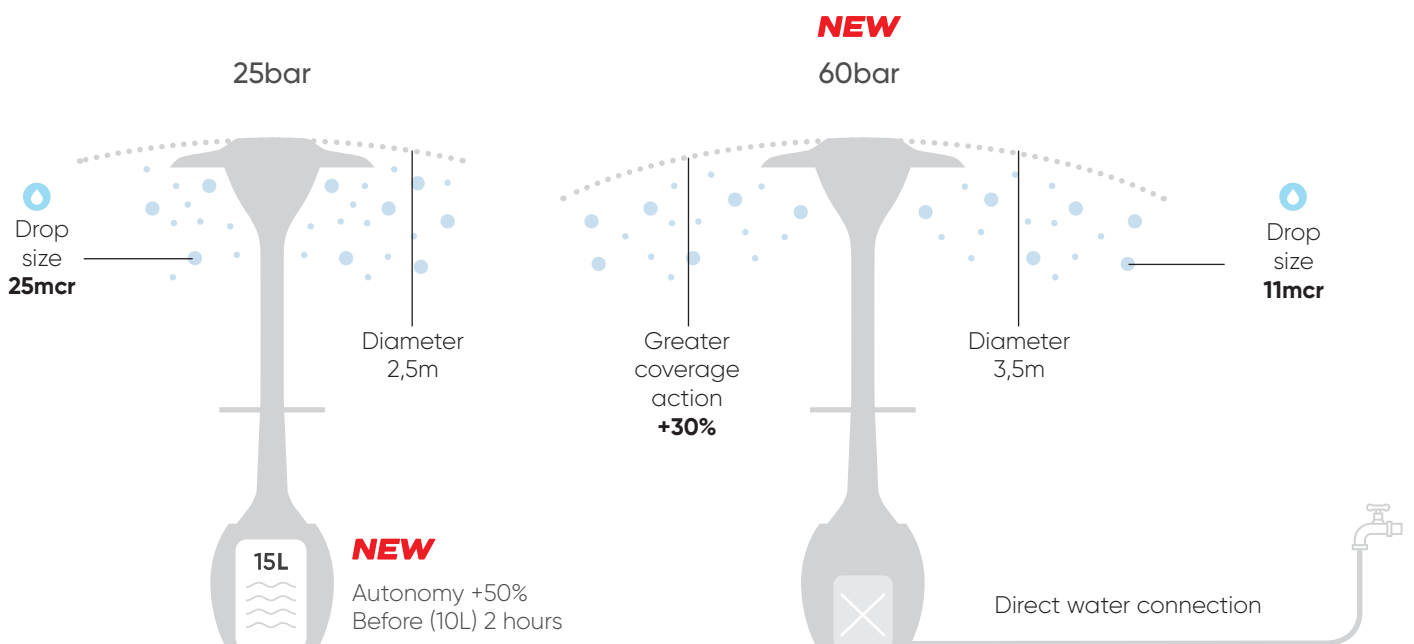 NEW
25bar
60bar
Drop
size
25mcr
Diameter
2,5m
Greater
coverage
action
+30%
Diameter
3,5m
Drop
size
11mcr
15L
NEW
Autonomy +50%
Before (10L) 2 hours
Direct water connection